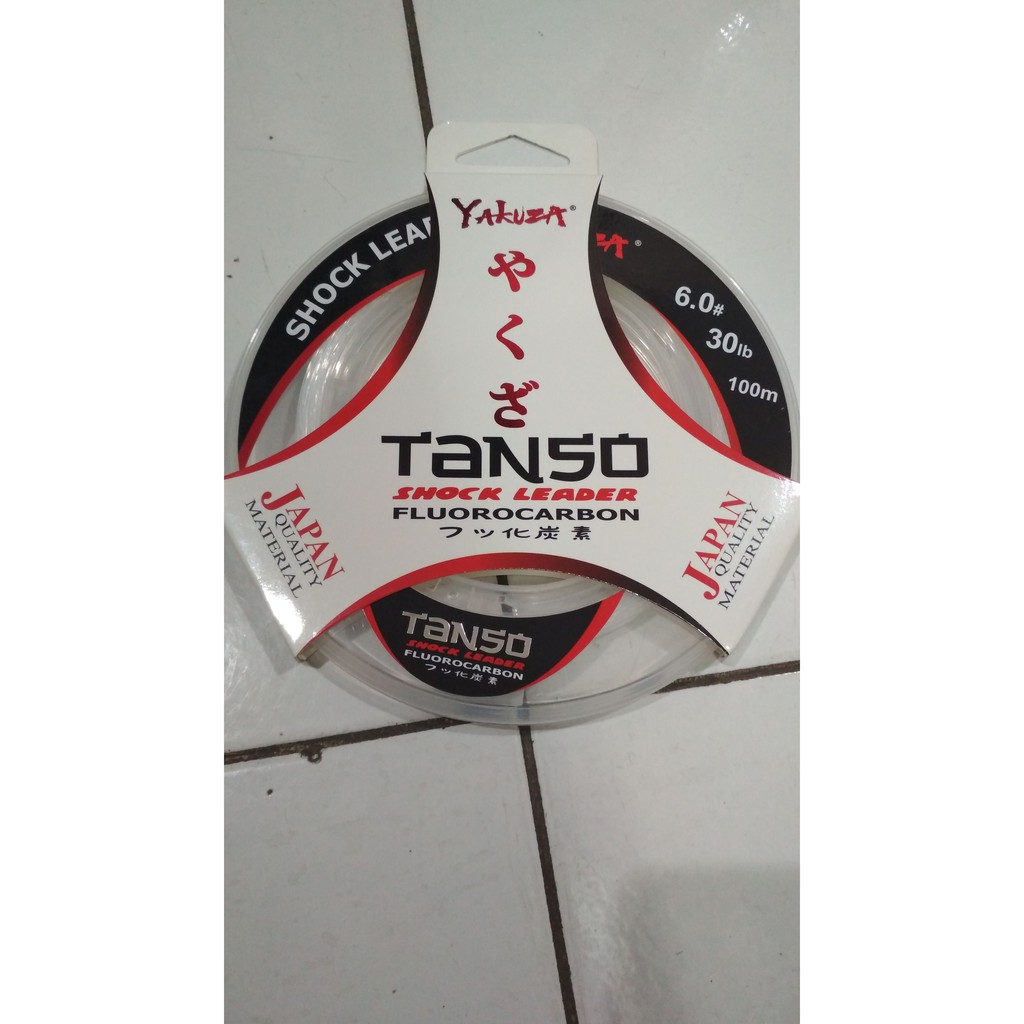 YAKUZA®
やくざ
TANSO
SHOCK LEADER
FLUOROCARBON
フッ化炭素
SHOCK LEA
ZA®
6.0#
30lb
100m
JAPAN
QUALITY
MATERIAL
JAPAN
QUALITY
MATERIAL
TANSO
SHOCK LEADER
FLUOROCARBON
フッ化炭素